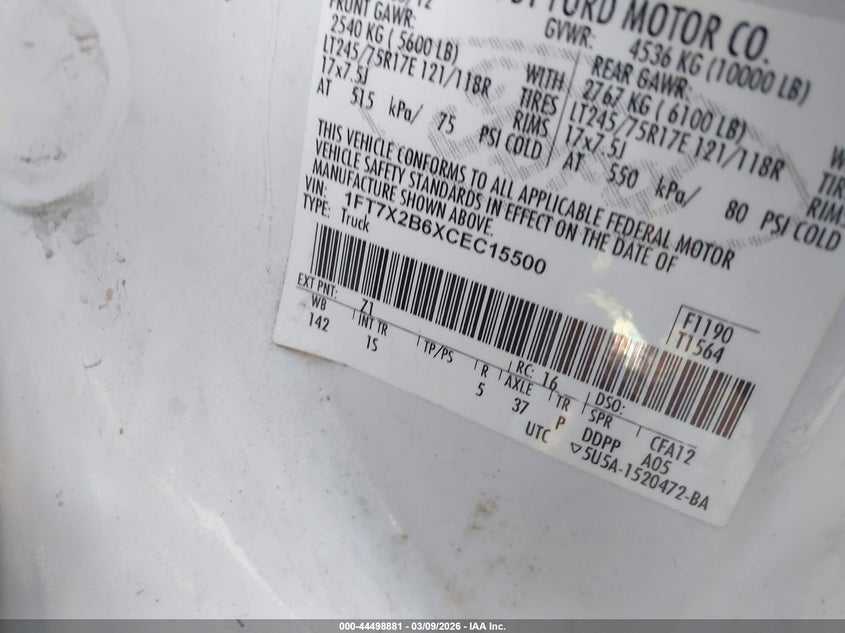 FORD MOTOR CO.
GVWR: 4536 KG (10000 LB)
FRONT GAWR:
2540 KG ( 5600 LB)
LT245/75R17E 121/118R
17x7.5J
AT 515 kPa/ 75
WITH
TIRES
RIMS
PSI COLD
REAR GAWR
2767 KG ( 6100 LB)
LT245/75R17E 121/118R
17x7.5J
AT 550 kPa/ 80 PSI COLD
RIMS
THIS VEHICLE CONFORMS TO ALL APPLICABLE FEDERAL MOTOR
VEHICLE SAFETY STANDARDS IN EFFECT ON THE DATE OF
MANUFACTURE SHOWN ABOVE.
VIN: 1FT7X2B6XCEC15500
TYPE: Truck
F1190
T1564
EXT PNT: Z1 RC: 16 DSO:
WB INT TR TP/PS R AXLE TR SPR CFA12
142 15 5 37 P DDPP A05
UTC ▽5U5A-1520472-BA
000-44498881 - 03/09/2026 - IAA Inc.